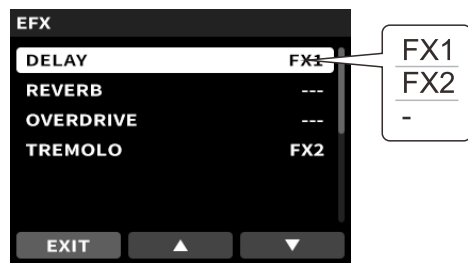 EFX
DELAY FX1
REVERB ---
OVERDRIVE ---
TREMOLO FX2
EXIT ▲ ▼
FX1
FX2
-